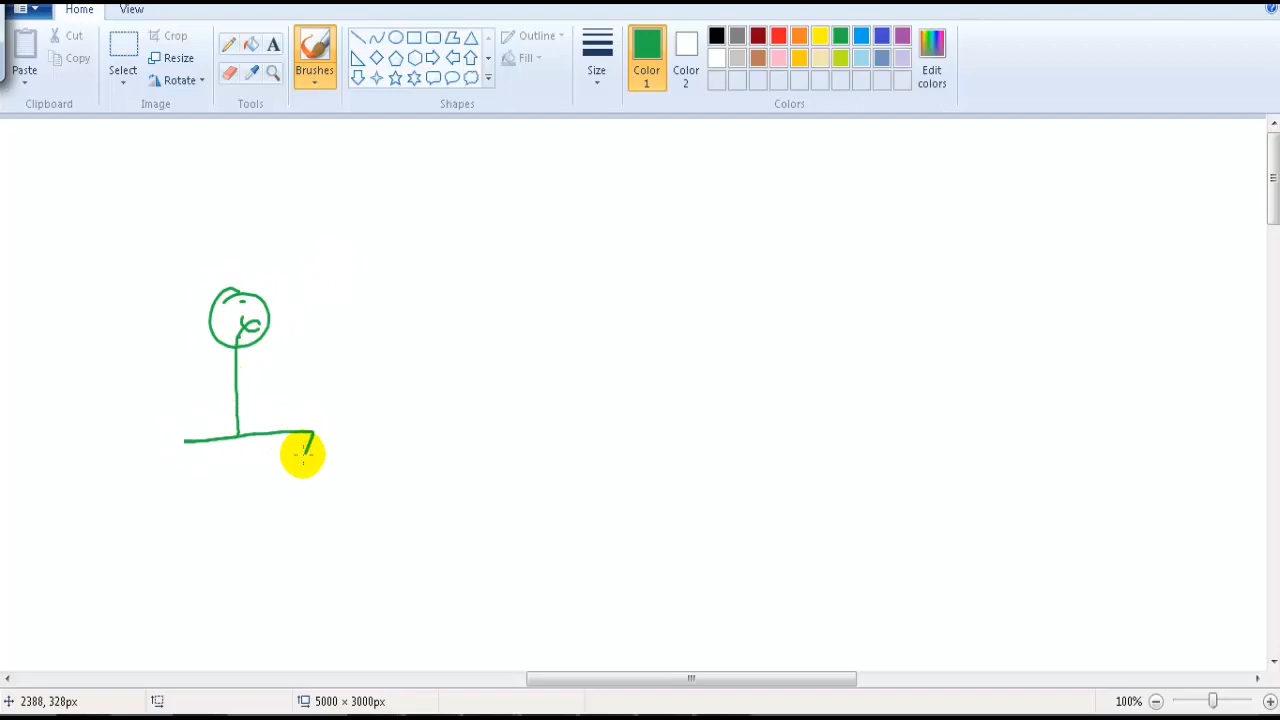 Home View
Paste Cut Copy Select Crop Resize Rotate Brushes Outline Fill Size Color 1 Color 2 Edit colors
Clipboard Image Tools Shapes Colors
2388, 328px 5000 × 3000px 100%